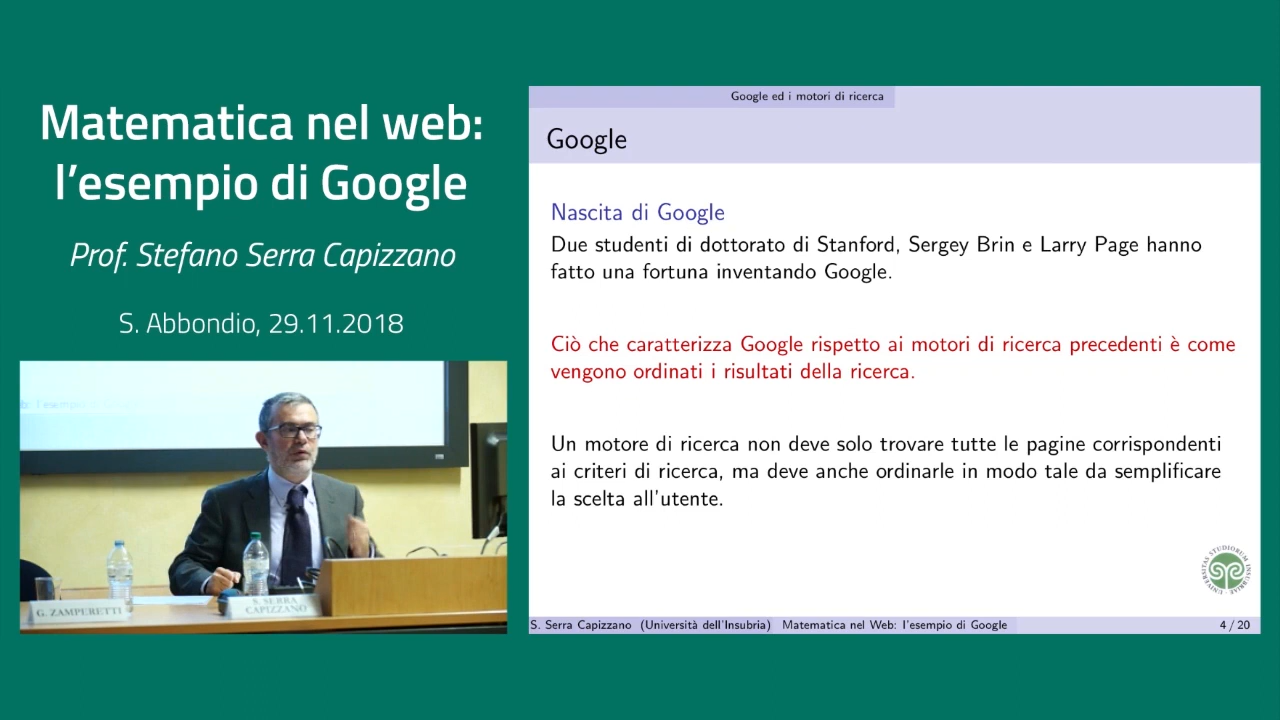 Matematica nel web:
l'esempio di Google
Prof. Stefano Serra Capizzano
S. Abbondio, 29.11.2018
G. ZAMPERETTI
S. SERRA
CAPIZZANO
Google ed i motori di ricerca
Google
Nascita di Google
Due studenti di dottorato di Stanford, Sergey Brin e Larry Page hanno
fatto una fortuna inventando Google.
Ciò che caratterizza Google rispetto ai motori di ricerca precedenti è come
vengono ordinati i risultati della ricerca.
Un motore di ricerca non deve solo trovare tutte le pagine corrispondenti
ai criteri di ricerca, ma deve anche ordinarle in modo tale da semplificare
la scelta all'utente.
UNIVERSITAS STUDIORUM INSUBRIAE
S. Serra Capizzano (Università dell'Insubria) Matematica nel Web: l'esempio di Google 4 / 20